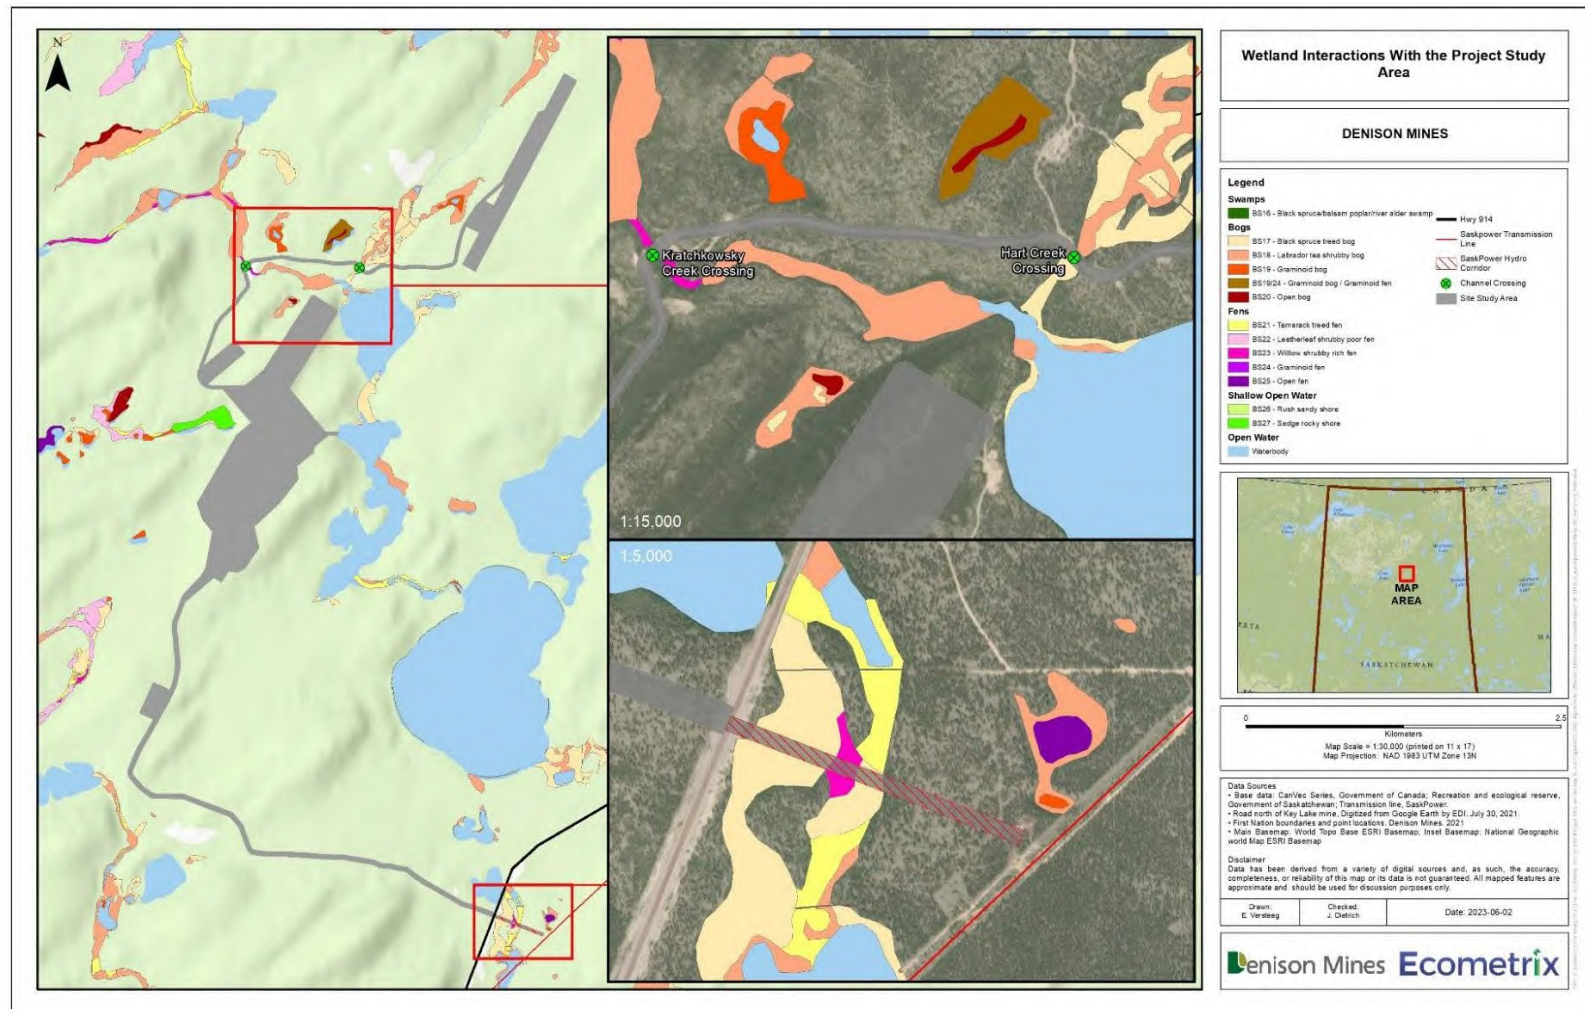 N
Kratchkowsky
Creek Crossing
Hart Creek
Crossing
1:15,000
1:5,000
Wetland Interactions With the Project Study
Area
DENISON MINES
Legend
Swamps
BS16 - Black spruce/balsam poplar/river alder swamp
Bogs
BS17 - Black spruce treed bog
BS18 - Labrador tea shrubby bog
BS19 - Graminoid bog
BS19/24 - Graminoid bog / Graminoid fen
BS20 - Open bog
Fens
BS21 - Tamarack treed fen
BS22 - Leatherleaf shrubby poor fen
BS23 - Willow shrubby rich fen
BS24 - Graminoid fen
BS25 - Open fen
Shallow Open Water
BS26 - Rush sandy shore
BS27 - Sedge rocky shore
Open Water
Waterbody
Hwy 914
Saskpower Transmission
Line
SaskPower Hydro
Corridor
Channel Crossing
Site Study Area
MAP
AREA
SASKATCHEWAN
0 2.5
Kilometers
Map Scale = 1:30,000 (printed on 11 x 17)
Map Projection: NAD 1983 UTM Zone 13N
Data Sources
• Base data: CanVec Series, Government of Canada; Recreation and ecological reserve,
Government of Saskatchewan; Transmission line, SaskPower.
• Road north of Key Lake mine, Digitized from Google Earth by EDI. July 30, 2021.
• First Nation boundaries and point locations. Denison Mines. 2021
• Main Basemap: World Topo Base ESRI Basemap; Insel Basemap: National Geographic
world Map ESRI Basemap
Disclaimer
Data has been derived from a variety of digital sources and, as such, the accuracy,
completeness, or reliability of this map or its data is not guaranteed. All mapped features are
approximate and should be used for discussion purposes only.
Drawn:
E. Versteeg
Checked:
J. Dietrich
Date: 2023-06-02
Denison Mines
Ecometrix